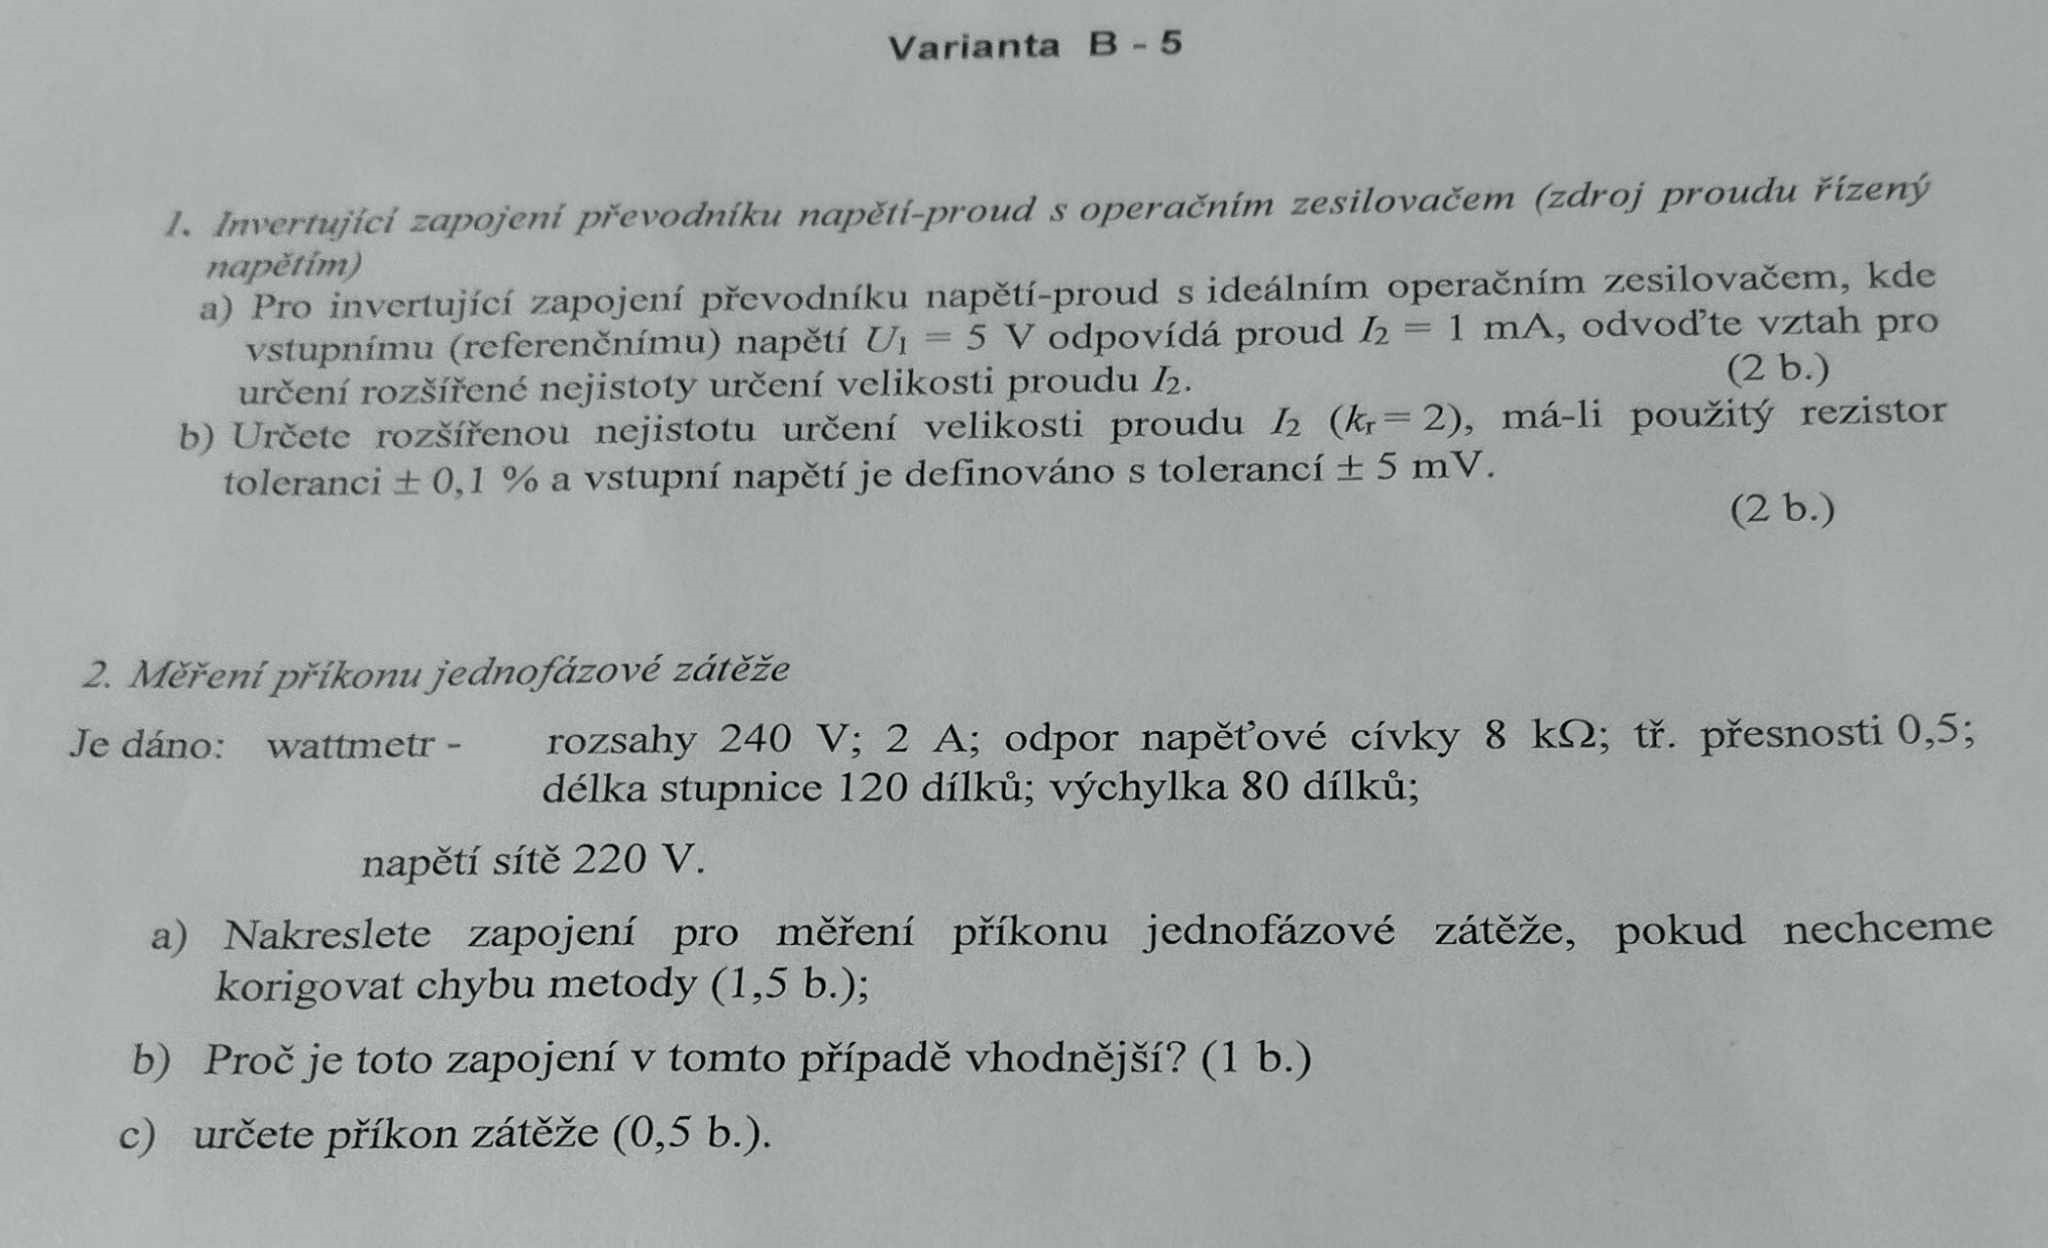 Varianta B - 5
1. Invertující zapojení převodníku napětí-proud s operačním zesilovačem (zdroj proudu řízený
napětím)
a) Pro invertující zapojení převodníku napětí-proud s ideálním operačním zesilovačem, kde
vstupnímu (referenčnímu) napětí U1 = 5 V odpovídá proud I2 = 1 mA, odvoďte vztah pro
určení rozšířené nejistoty určení velikosti proudu I2. (2 b.)
b) Určete rozšířenou nejistotu určení velikosti proudu I2 (kr = 2), má-li použitý rezistor
toleranci ± 0,1 % a vstupní napětí je definováno s tolerancí ± 5 mV.
(2 b.)
2. Měření příkonu jednofázové zátěže
Je dáno: wattmetr - rozsahy 240 V; 2 A; odpor napěťové cívky 8 kΩ; tř. přesnosti 0,5;
délka stupnice 120 dílků; výchylka 80 dílků;
napětí sítě 220 V.
a) Nakreslete zapojení pro měření příkonu jednofázové zátěže, pokud nechceme
korigovat chybu metody (1,5 b.);
b) Proč je toto zapojení v tomto případě vhodnější? (1 b.)
c) určete příkon zátěže (0,5 b.).